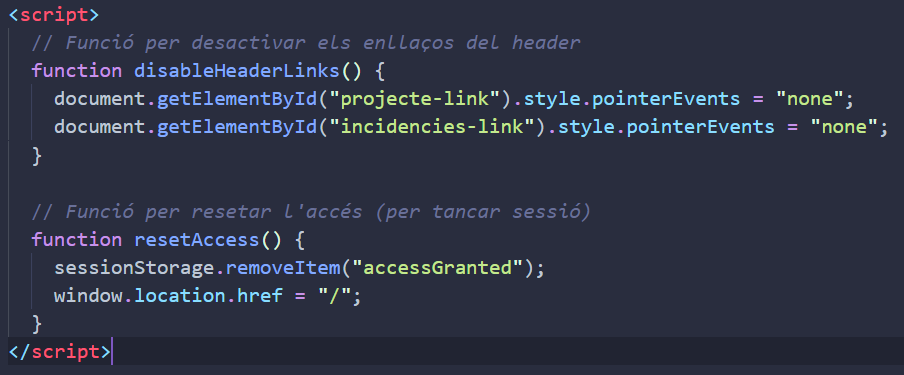 <script>
// Funció per desactivar els enllaços del header
function disableHeaderLinks() {
document.getElementById("projecte-link").style.pointerEvents = "none";
document.getElementById("incidencies-link").style.pointerEvents = "none";
}
// Funció per resetar l'accés (per tancar sessió)
function resetAccess() {
sessionStorage.removeItem("accessGranted");
window.location.href = "/";
}
</script>